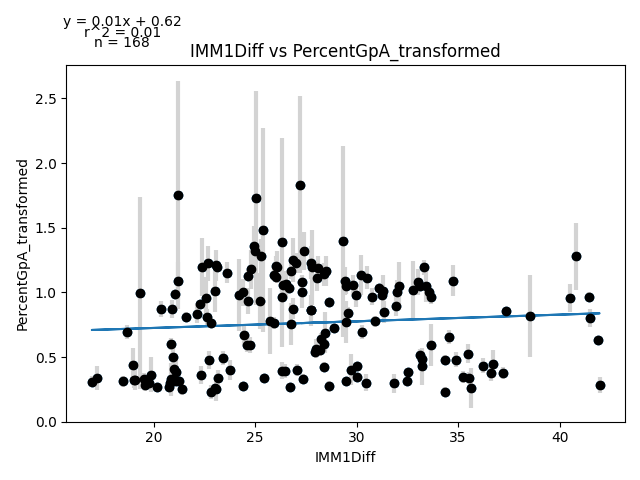 y = 0.01x + 0.62
r^2 = 0.01
n = 168
IMM1Diff vs PercentGpA_transformed
PercentGpA_transformed
2.5
2.0
1.5
1.0
0.5
0.0
20 25 30 35 40
IMM1Diff